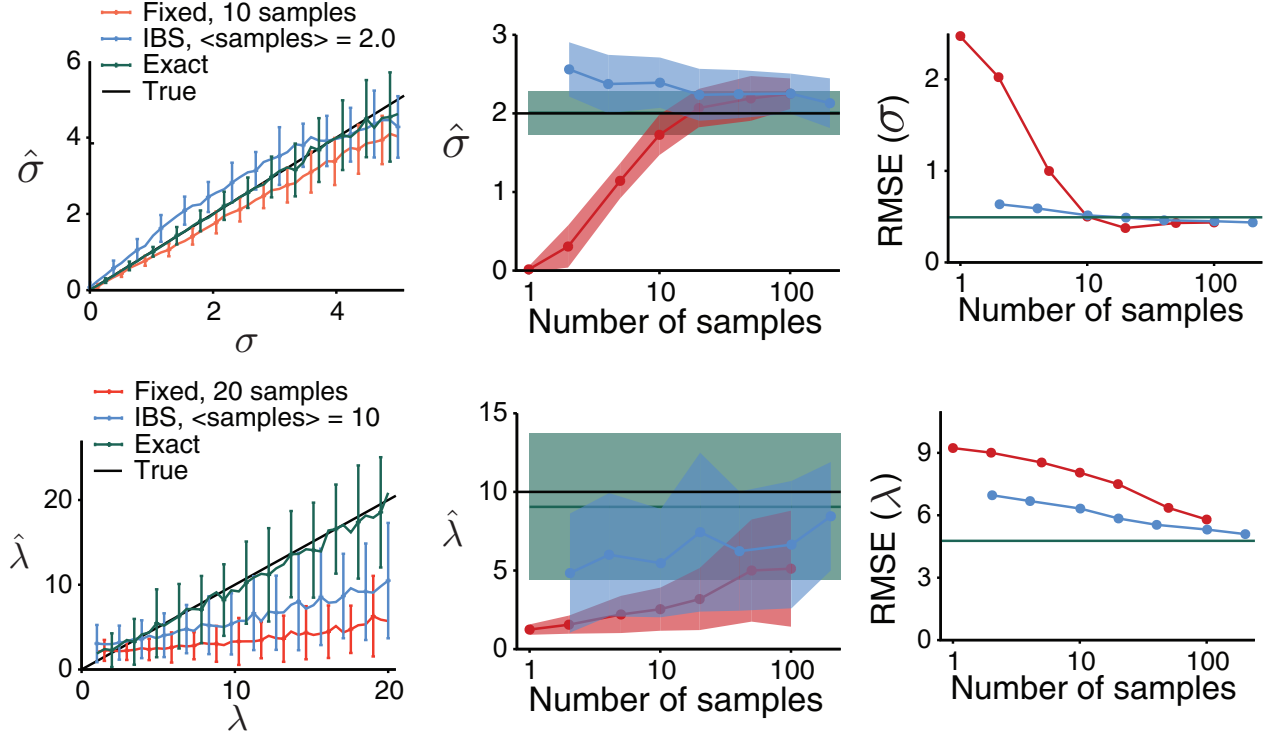 Fixed, 10 samples
IBS, <samples> = 2.0
Exact
True
6
4
2
0
σ̂
0 2 4
σ
3
2
1
0
σ̂
1 10 100
Number of samples
2
1
0
RMSE (σ)
1 10 100
Number of samples
Fixed, 20 samples
IBS, <samples> = 10
Exact
True
20
10
0
λ̂
0 10 20
λ
15
10
5
0
λ̂
1 10 100
Number of samples
9
6
3
0
RMSE (λ)
1 10 100
Number of samples